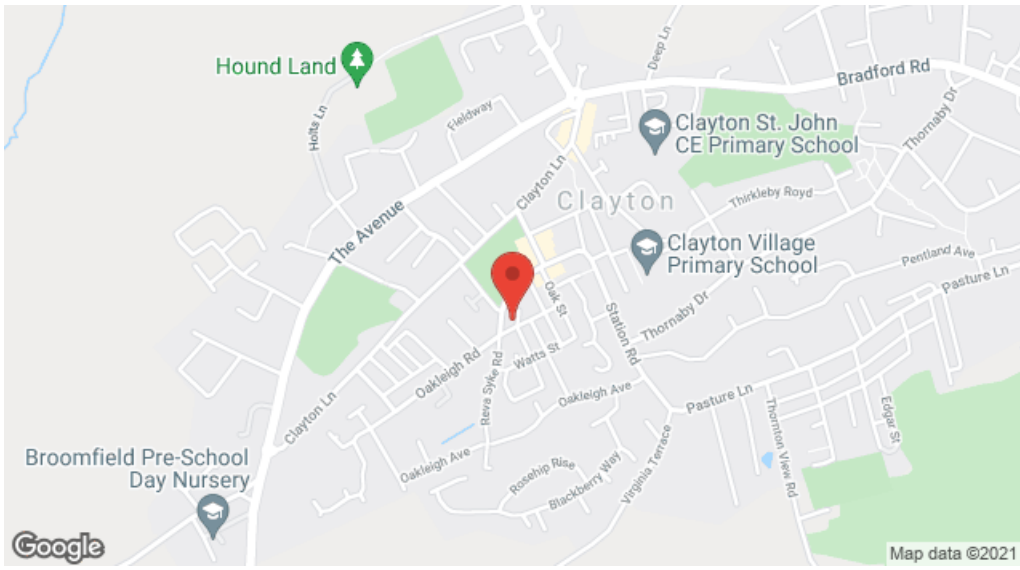 Hound Land
Holts Ln
Fieldway
The Avenue
Clayton Ln
Deep Ln
Bradford Rd
Clayton St. John
CE Primary School
Thornaby Dr
Clayton
Thirkleby Royd
Clayton Village
Primary School
Pentland Ave
Pasture Ln
Oak St
Station Rd
Thornaby Dr
Watts St
Oakleigh Rd
Reva Syke Rd
Oakleigh Ave
Pasture Ln
Clayton Ln
Edgar St
Thornton View Rd
Virginia Terrace
Oakleigh Ave
Rosehip Rise
Blackberry Way
Broomfield Pre-School
Day Nursery
Google
Map data ©2021